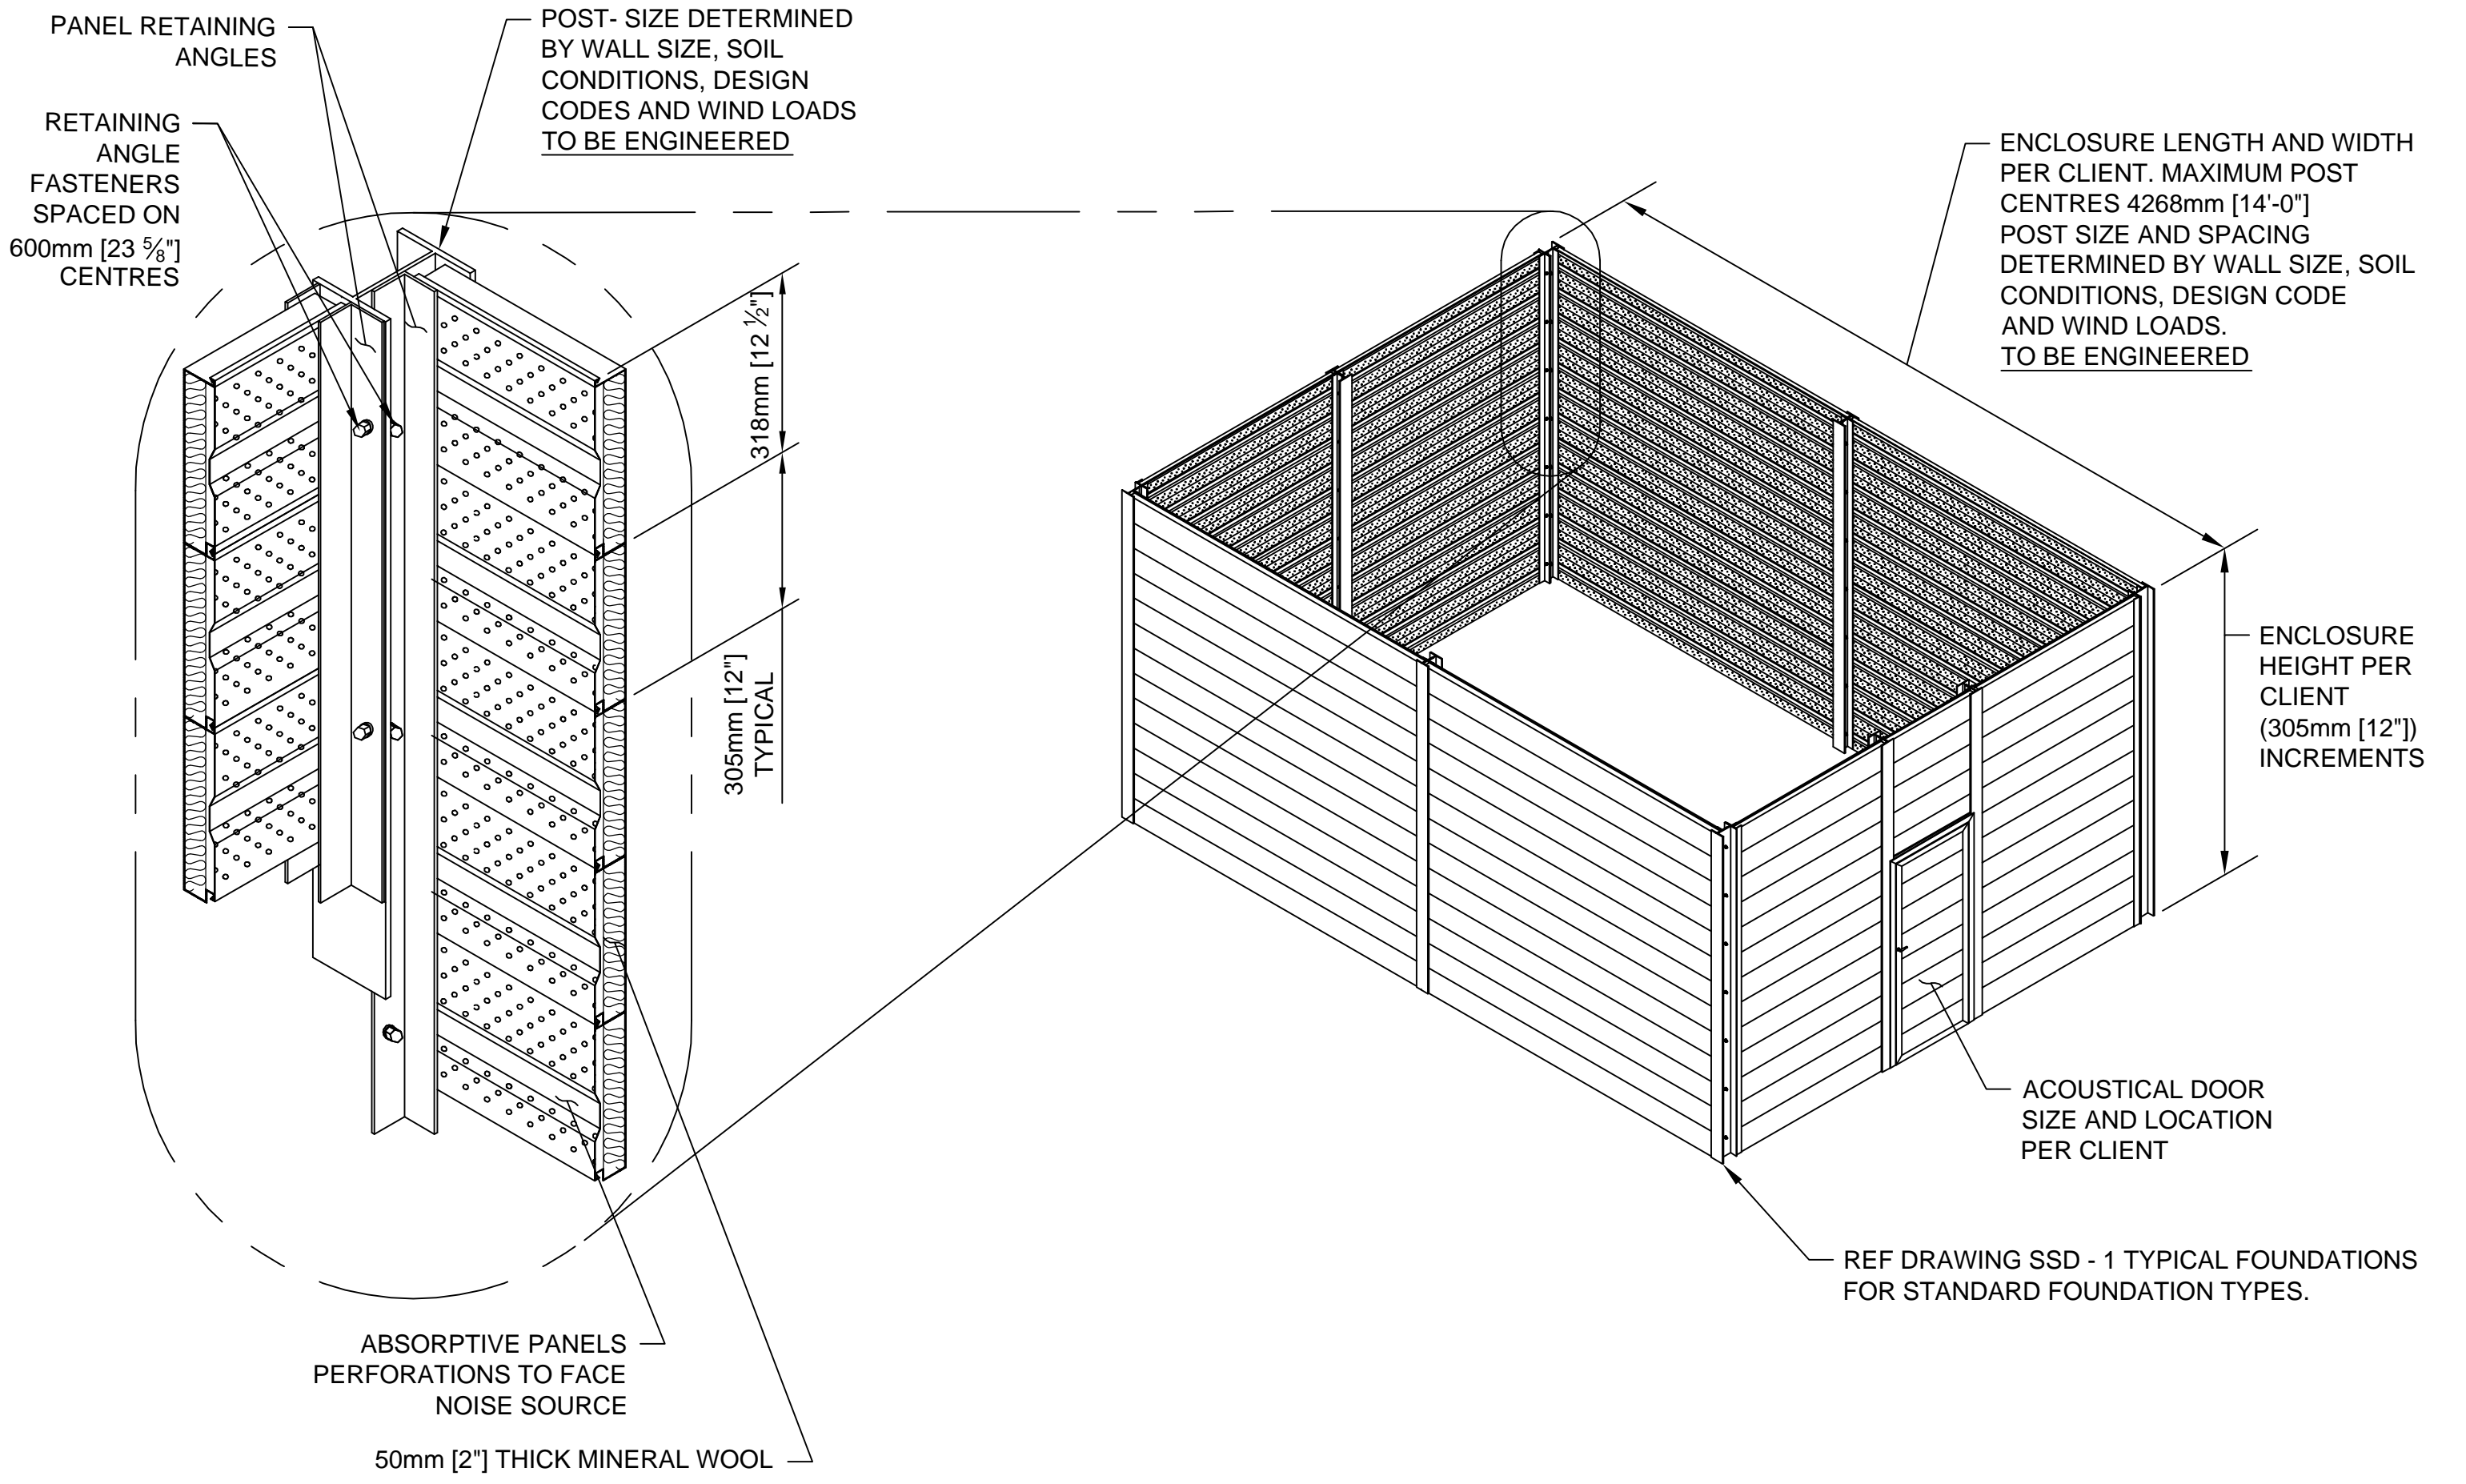 PANEL RETAINING
ANGLES
POST- SIZE DETERMINED
BY WALL SIZE, SOIL
CONDITIONS, DESIGN
CODES AND WIND LOADS
TO BE ENGINEERED
RETAINING
ANGLE
FASTENERS
SPACED ON
600mm [23 ⅝"]
CENTRES
318mm [12 ½"]
305mm [12"]
TYPICAL
ENCLOSURE LENGTH AND WIDTH
PER CLIENT. MAXIMUM POST
CENTRES 4268mm [14'-0"]
POST SIZE AND SPACING
DETERMINED BY WALL SIZE, SOIL
CONDITIONS, DESIGN CODE
AND WIND LOADS.
TO BE ENGINEERED
ENCLOSURE
HEIGHT PER
CLIENT
(305mm [12"])
INCREMENTS
ACOUSTICAL DOOR
SIZE AND LOCATION
PER CLIENT
REF DRAWING SSD - 1 TYPICAL FOUNDATIONS
FOR STANDARD FOUNDATION TYPES.
ABSORPTIVE PANELS
PERFORATIONS TO FACE
NOISE SOURCE
50mm [2"] THICK MINERAL WOOL